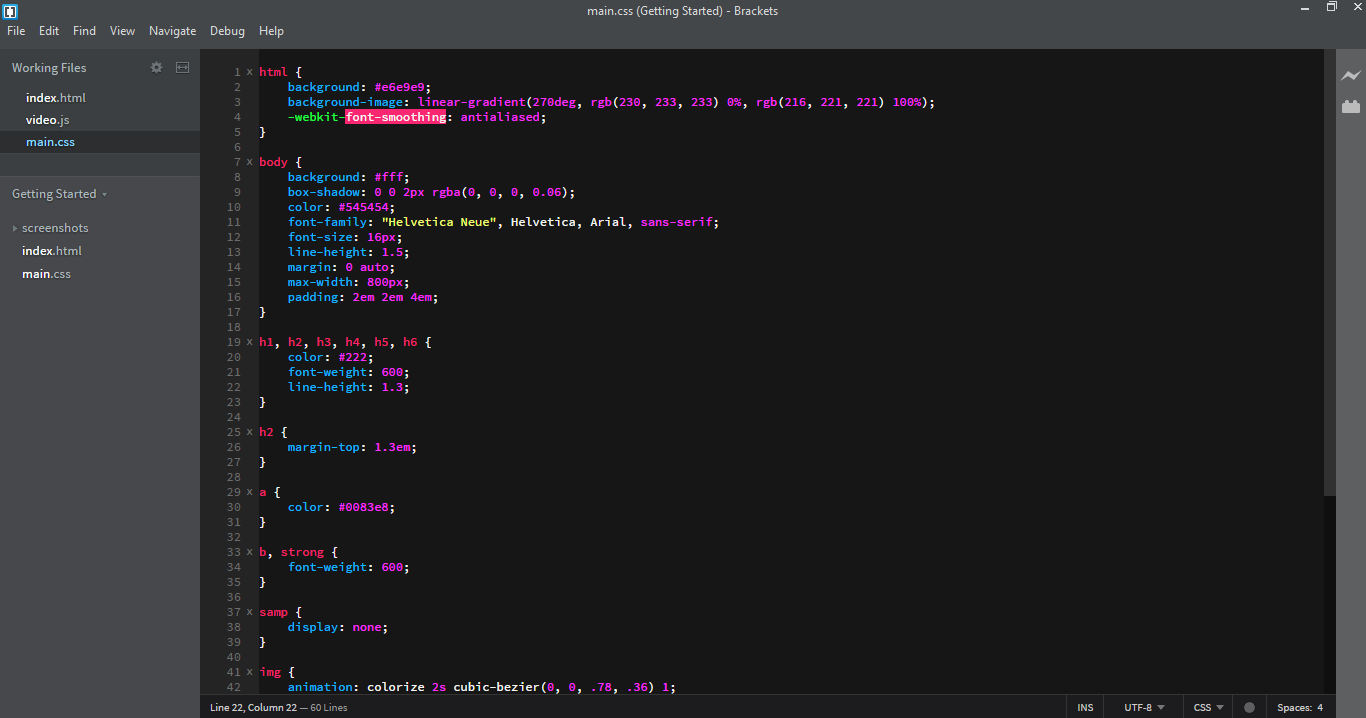 main.css (Getting Started) - Brackets
File Edit Find View Navigate Debug Help
Working Files
index.html
video.js
main.css
Getting Started
screenshots
index.html
main.css
1 x html {
2     background: #e6e9e9;
3     background-image: linear-gradient(270deg, rgb(230, 233, 233) 0%, rgb(216, 221, 221) 100%);
4     -webkit-font-smoothing: antialiased;
5 }
6
7 x body {
8     background: #fff;
9     box-shadow: 0 0 2px rgba(0, 0, 0, 0.06);
10     color: #545454;
11     font-family: "Helvetica Neue", Helvetica, Arial, sans-serif;
12     font-size: 16px;
13     line-height: 1.5;
14     margin: 0 auto;
15     max-width: 800px;
16     padding: 2em 2em 4em;
17 }
18
19 x h1, h2, h3, h4, h5, h6 {
20     color: #222;
21     font-weight: 600;
22     line-height: 1.3;
23 }
24
25 x h2 {
26     margin-top: 1.3em;
27 }
28
29 x a {
30     color: #0083e8;
31 }
32
33 x b, strong {
34     font-weight: 600;
35 }
36
37 x samp {
38     display: none;
39 }
40
41 x img {
42     animation: colorize 2s cubic-bezier(0, 0, .78, .36) 1;
Line 22, Column 22 — 60 Lines INS UTF-8 CSS Spaces: 4